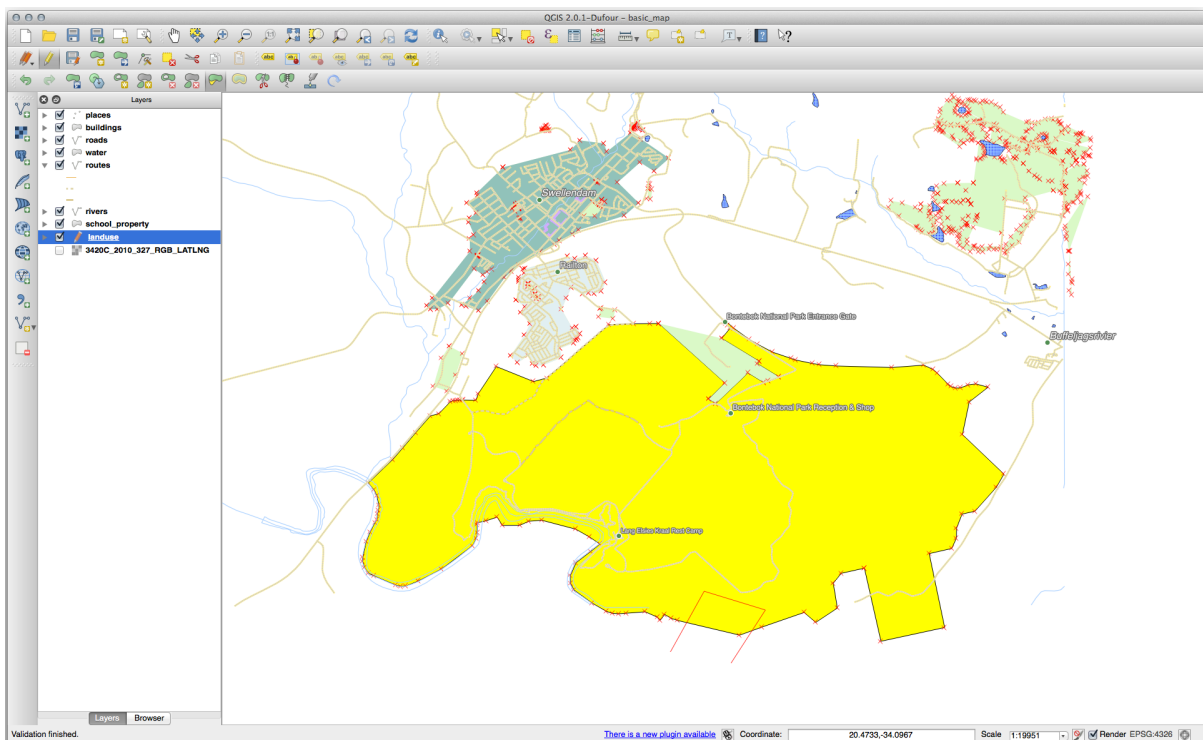 QGIS 2.0.1-Dufour – basic_map
Layers
places
buildings
roads
water
routes
rivers
school_property
landuse
3420C_2010_327_RGB_LATLNG
Swellendam
Railton
Bontebok National Park Entrance Gate
Buffeljagsrivier
Bontebok National Park Reception & Shop
Lang Elsies Kraal Rest Camp
Layers Browser
Validation finished. There is a new plugin available Coordinate: 20.4733,-34.0967 Scale 1:19951 Render EPSG:4326